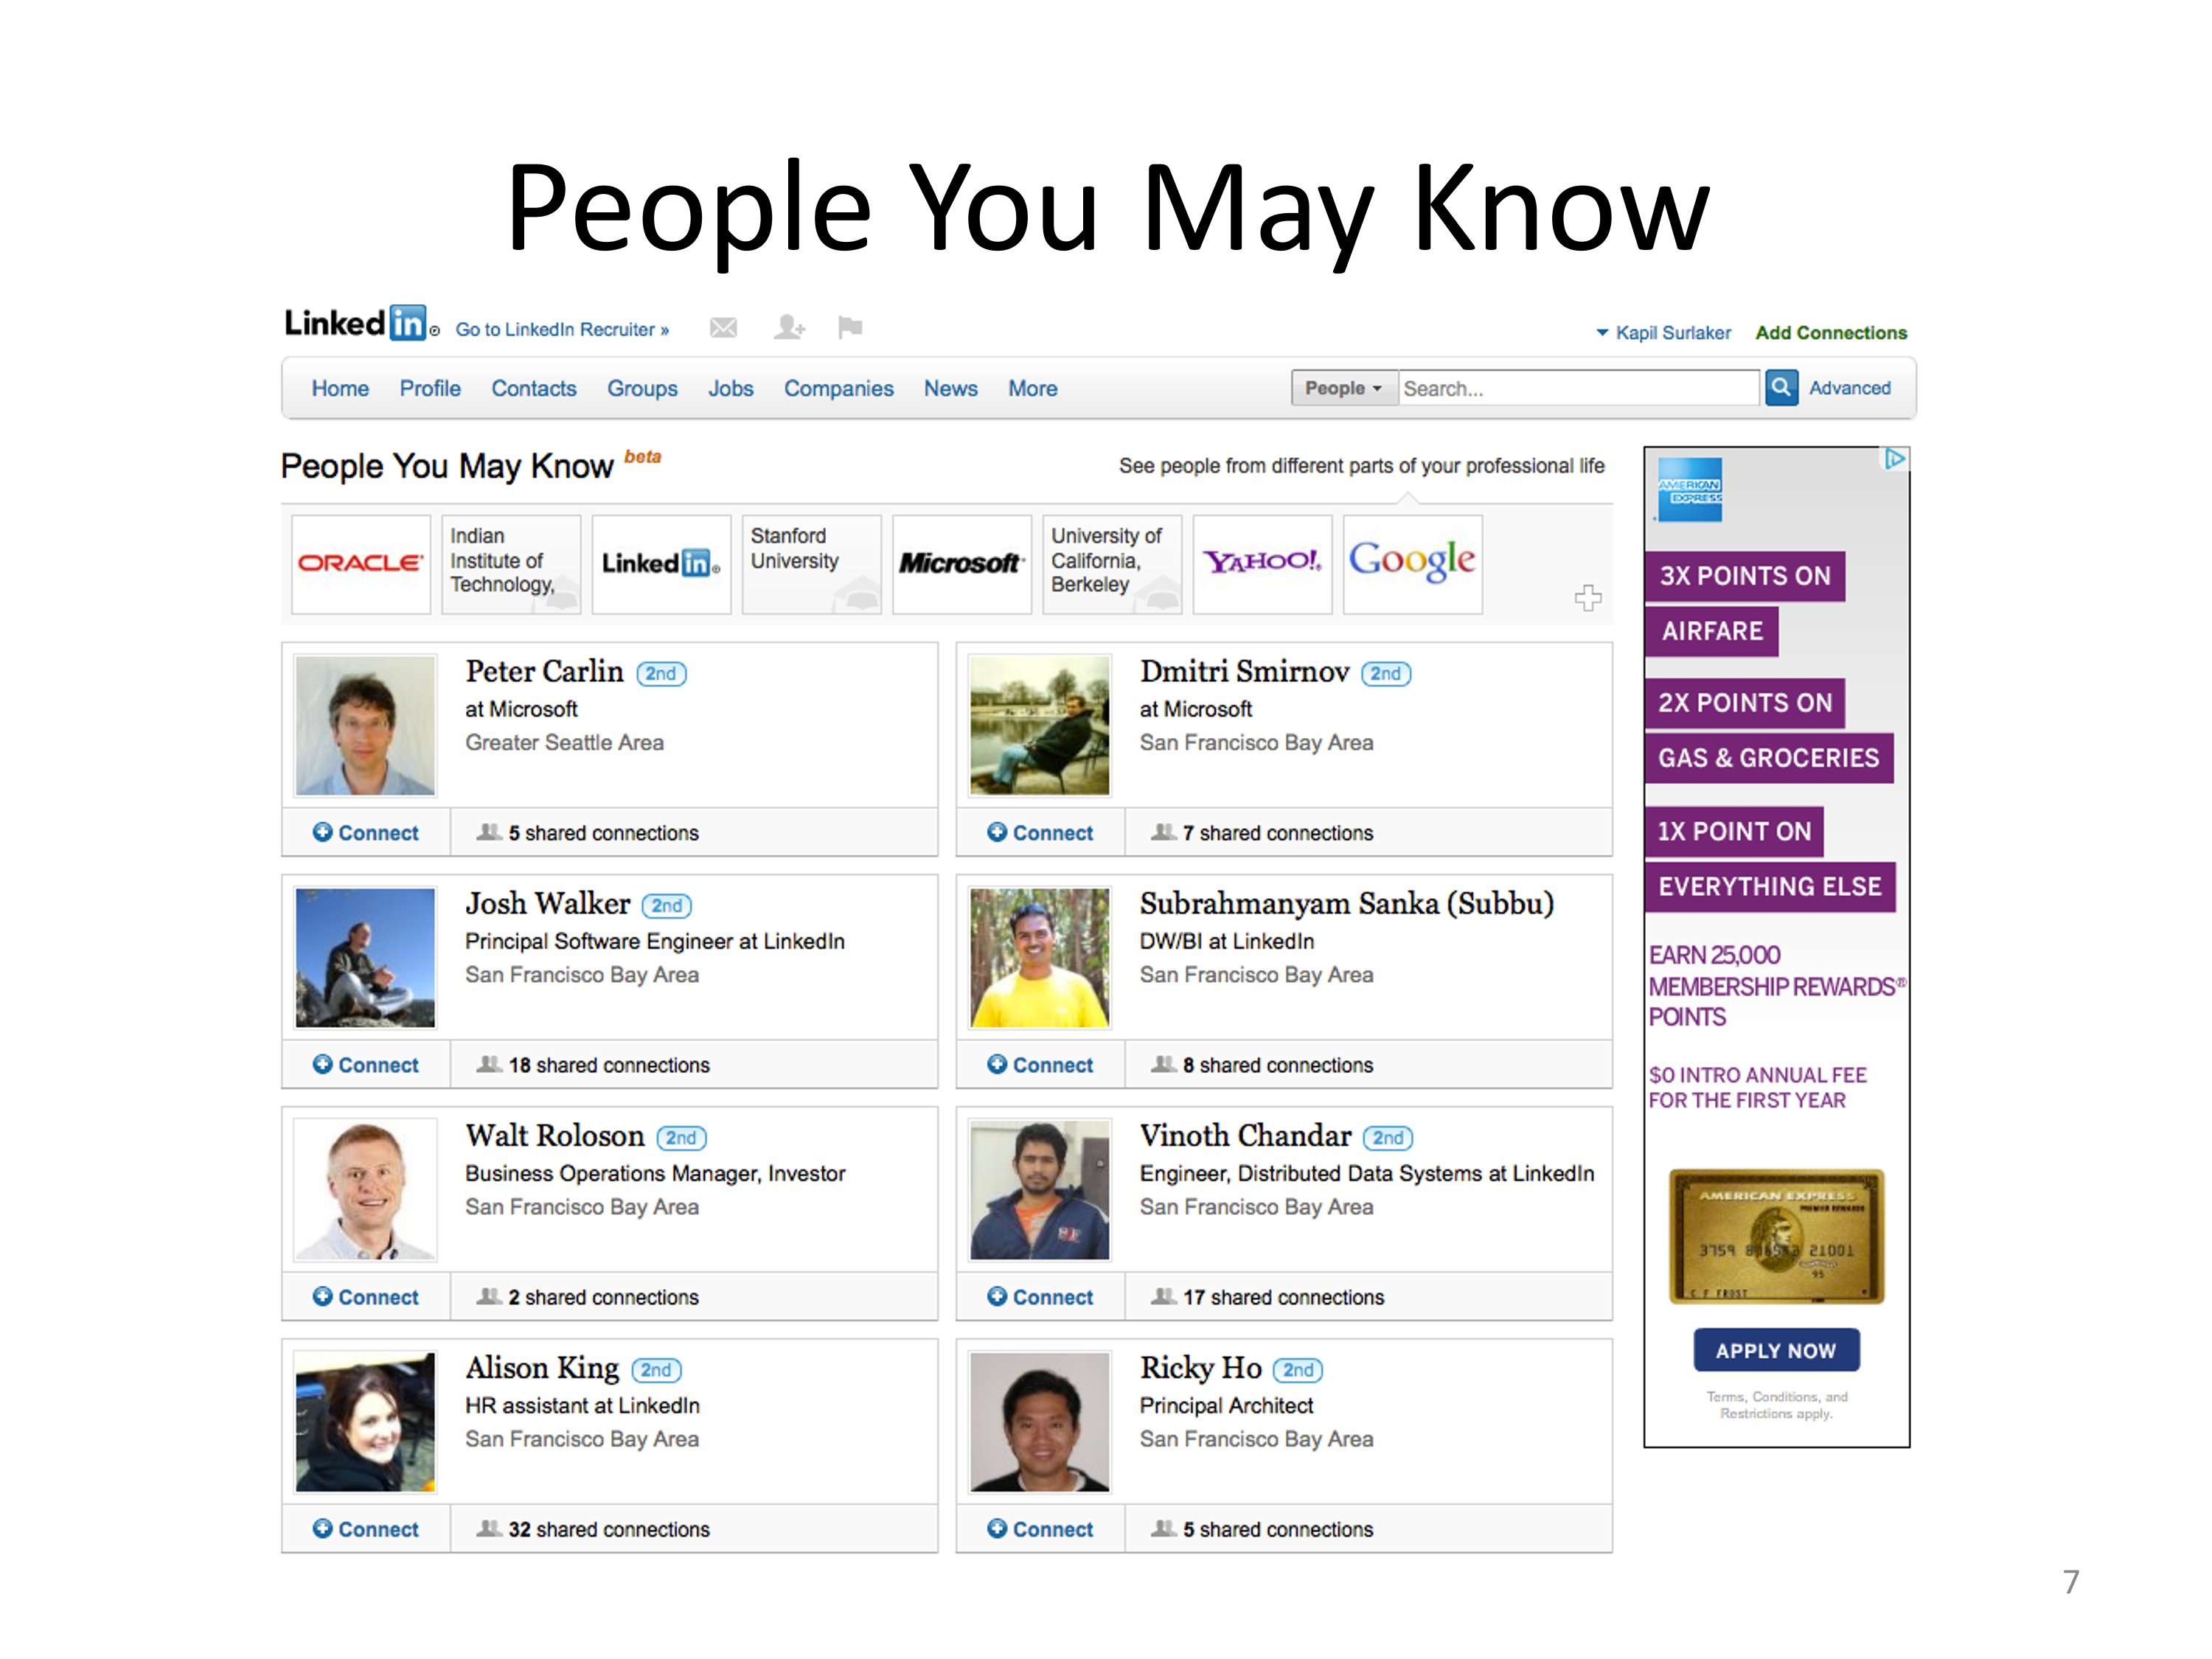 People You May Know
Linked in ® Go to LinkedIn Recruiter »
Kapil Surlaker Add Connections
Home Profile Contacts Groups Jobs Companies News More
People Search... Advanced
People You May Know beta
See people from different parts of your professional life
ORACLE
Indian
Institute of
Technology,
Linked in ®
Stanford
University
Microsoft
University of
California,
Berkeley
YAHOO!
Google
Peter Carlin 2nd
at Microsoft
Greater Seattle Area
Connect 5 shared connections
Dmitri Smirnov 2nd
at Microsoft
San Francisco Bay Area
Connect 7 shared connections
Josh Walker 2nd
Principal Software Engineer at LinkedIn
San Francisco Bay Area
Connect 18 shared connections
Subrahmanyam Sanka (Subbu)
DW/BI at LinkedIn
San Francisco Bay Area
Connect 8 shared connections
Walt Roloson 2nd
Business Operations Manager, Investor
San Francisco Bay Area
Connect 2 shared connections
Vinoth Chandar 2nd
Engineer, Distributed Data Systems at LinkedIn
San Francisco Bay Area
Connect 17 shared connections
Alison King 2nd
HR assistant at LinkedIn
San Francisco Bay Area
Connect 32 shared connections
Ricky Ho 2nd
Principal Architect
San Francisco Bay Area
Connect 5 shared connections
AMERICAN
EXPRESS
3X POINTS ON
AIRFARE
2X POINTS ON
GAS & GROCERIES
1X POINT ON
EVERYTHING ELSE
EARN 25,000
MEMBERSHIP REWARDS®
POINTS
$0 INTRO ANNUAL FEE
FOR THE FIRST YEAR
AMERICAN EXPRESS
PREMIER REWARDS
3759 21001
95
C F FROST
APPLY NOW
Terms, Conditions, and
Restrictions apply.
7